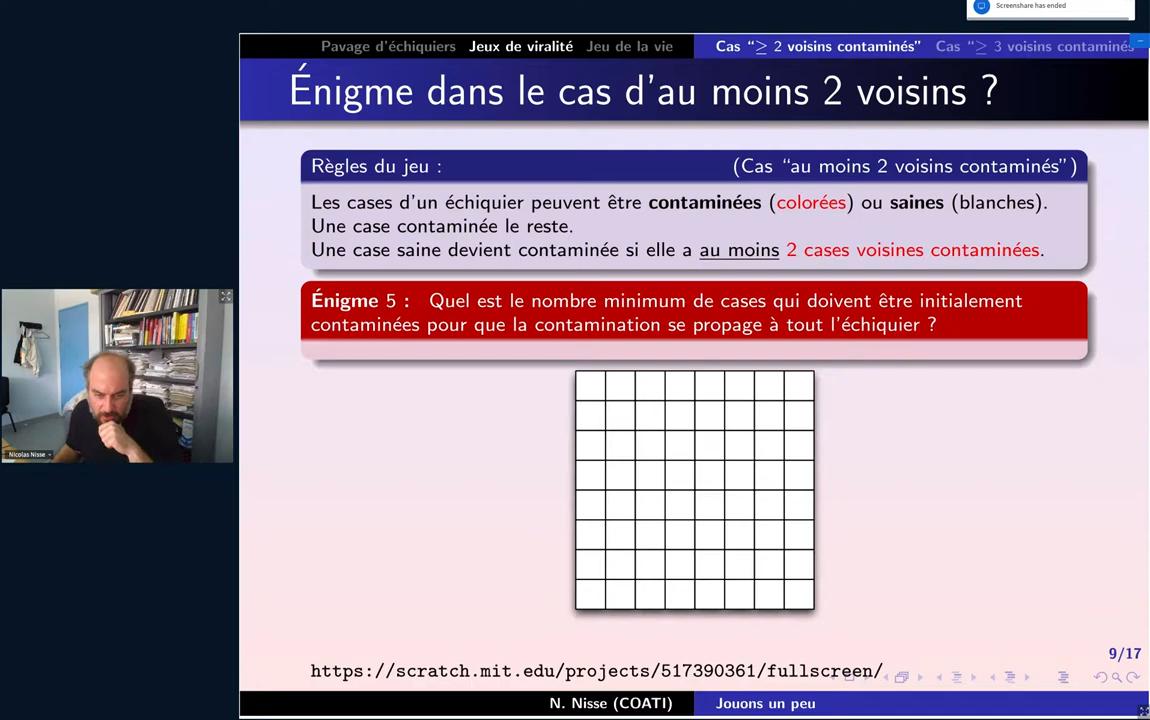 Screenshare has ended
Pavage d'échiquiers Jeux de viralité Jeu de la vie Cas “≥ 2 voisins contaminés” Cas “≥ 3 voisins contaminés
Énigme dans le cas d'au moins 2 voisins ?
Règles du jeu : (Cas “au moins 2 voisins contaminés”)
Les cases d'un échiquier peuvent être contaminées (colorées) ou saines (blanches).
Une case contaminée le reste.
Une case saine devient contaminée si elle a au moins 2 cases voisines contaminées.
Énigme 5 : Quel est le nombre minimum de cases qui doivent être initialement
contaminées pour que la contamination se propage à tout l'échiquier ?
Nicolas Nisse
9/17
https://scratch.mit.edu/projects/517390361/fullscreen/
N. Nisse (COATI) Jouons un peu